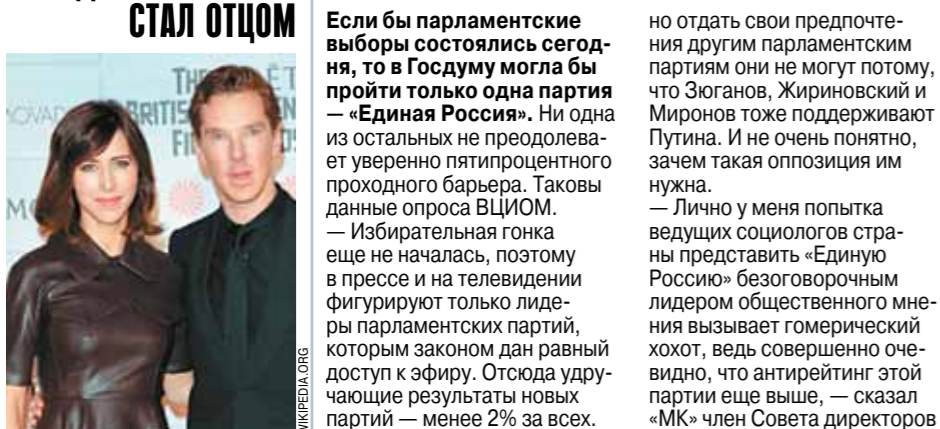 СТАЛ ОТЦОМ
THE
BRITIS
FI
WIKIPEDIA.ORG
Если бы парламентские
выборы состоялись сегод-
ня, то в Госдуму могла бы
пройти только одна партия
— «Единая Россия». Ни одна
из остальных не преодолева-
ет уверенно пятипроцентного
проходного барьера. Таковы
данные опроса ВЦИОМ.
— Избирательная гонка
еще не началась, поэтому
в прессе и на телевидении
фигурируют только лиде-
ры парламентских партий,
которым законом дан равный
доступ к эфиру. Отсюда удру-
чающие результаты новых
партий — менее 2% за всех.
но отдать свои предпочте-
ния другим парламентским
партиям они не могут потому,
что Зюганов, Жириновский и
Миронов тоже поддерживают
Путина. И не очень понятно,
зачем такая оппозиция им
нужна.
— Лично у меня попытка
ведущих социологов стра-
ны представить «Единую
Россию» безоговорочным
лидером общественного мне-
ния вызывает гомерический
хохот, ведь совершенно оче-
видно, что антирейтинг этой
партии еще выше, — сказал
«МК» член Совета директоров